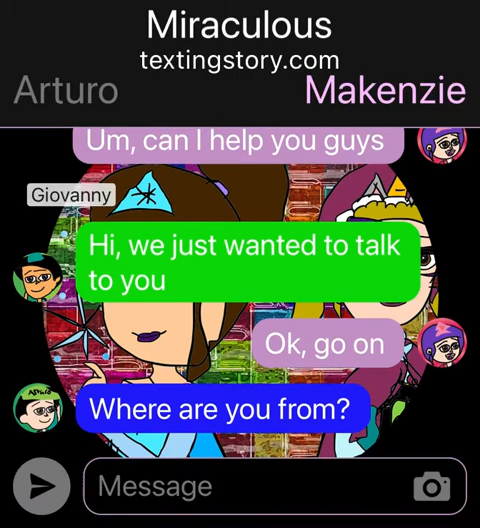 Miraculous
textingstory.com
Arturo
Makenzie
Um, can I help you guys
Giovanny
Hi, we just wanted to talk
to you
Ok, go on
Arturo
Where are you from?
Message